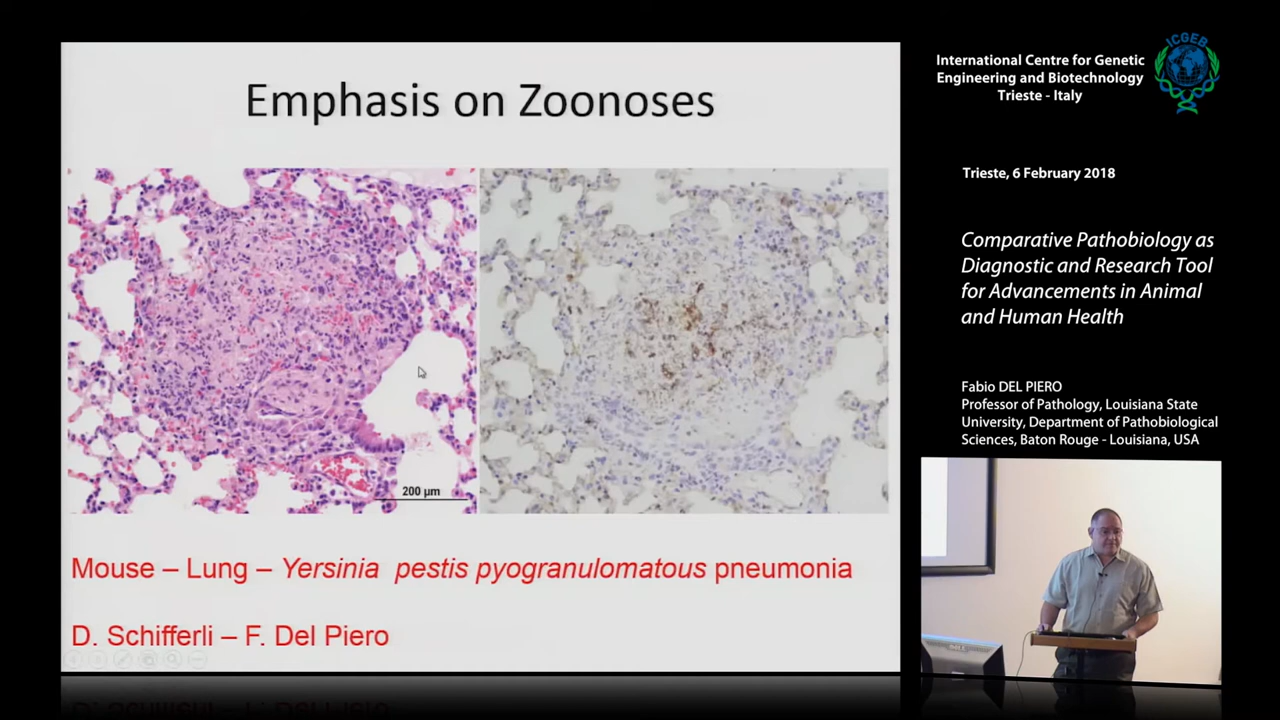 Emphasis on Zoonoses
200 µm
Mouse – Lung – Yersinia pestis pyogranulomatous pneumonia
D. Schifferli – F. Del Piero
International Centre for Genetic
Engineering and Biotechnology
Trieste - Italy
ICGEB
Trieste, 6 February 2018
Comparative Pathobiology as
Diagnostic and Research Tool
for Advancements in Animal
and Human Health
Fabio DEL PIERO
Professor of Pathology, Louisiana State
University, Department of Pathobiological
Sciences, Baton Rouge - Louisiana, USA
DELL